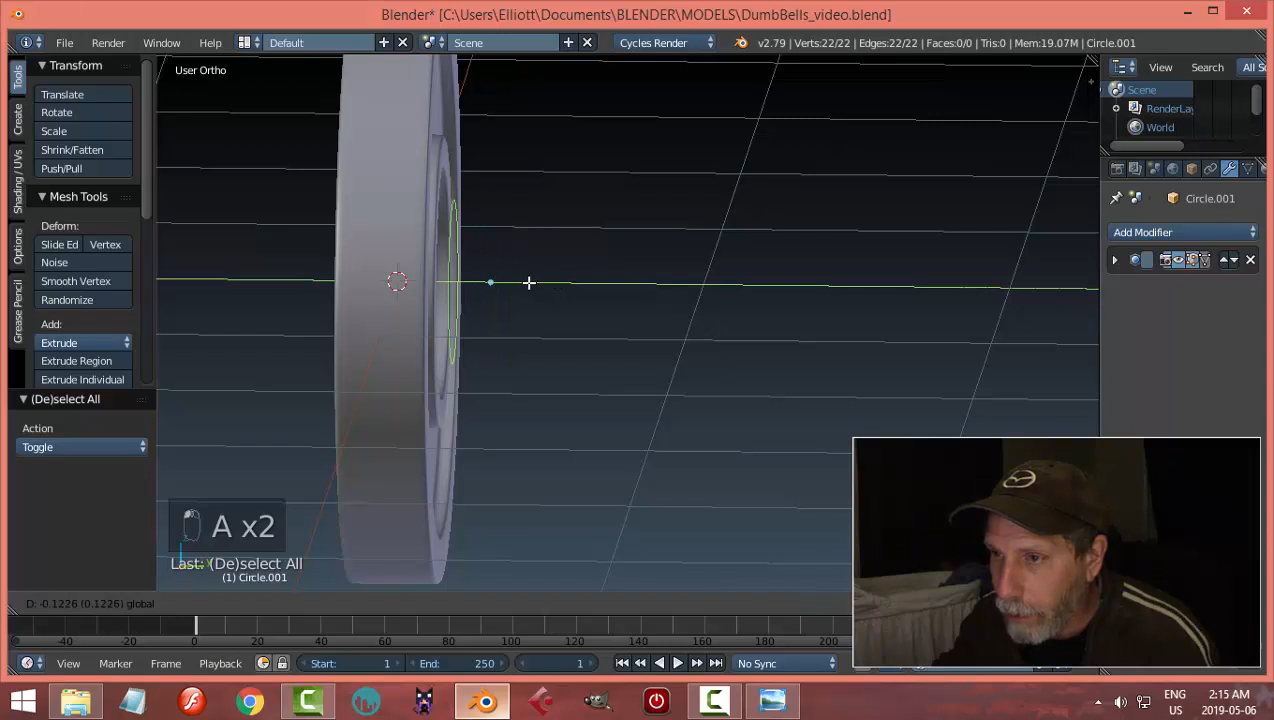 Blender* [C:\Users\Elliott\Documents\BLENDER\MODELS\DumbBells_video.blend]
File Render Window Help Default Scene Cycles Render v2.79 | Verts:22/22 | Edges:22/22 | Faces:0/0 | Tris:0 | Mem:19.07M | Circle.001
Tools
Create
Shading / UVs
Options
Grease Pencil
Transform
Translate
Rotate
Scale
Shrink/Fatten
Push/Pull
Mesh Tools
Deform:
Slide Ed Vertex
Noise
Smooth Vertex
Randomize
Add:
Extrude
Extrude Region
Extrude Individual
(De)select All
Action
Toggle
User Ortho
A x2
Last: (De)select All
(1) Circle.001
D: -0.1226 (0.1226) global
View Search All Sc
Scene
RenderLay
World
Circle.001
Add Modifier
-40 -20 0 20 40 60 80 100 120 140 160 180 200
View Marker Frame Playback Start: 1 End: 250 1 No Sync
ENG
US
2:15 AM
2019-05-06